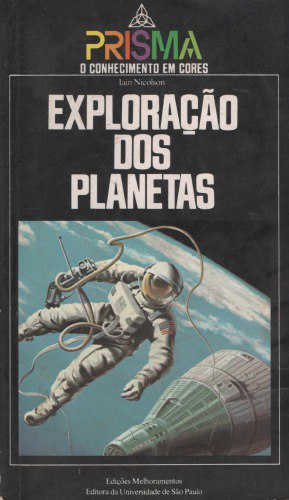 PRISMA
O CONHECIMENTO EM CORES
Iain Nicolson
EXPLORAÇÃO
DOS
PLANETAS
Edições Melhoramentos
Editora da Universidade de São Paulo